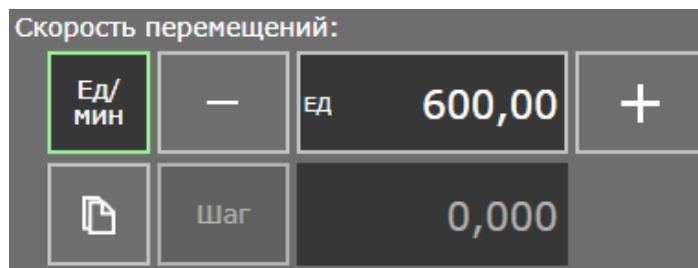 Скорость перемещений:
Ед/
мин
—
ЕД 600,00
+
Шаг
0,000